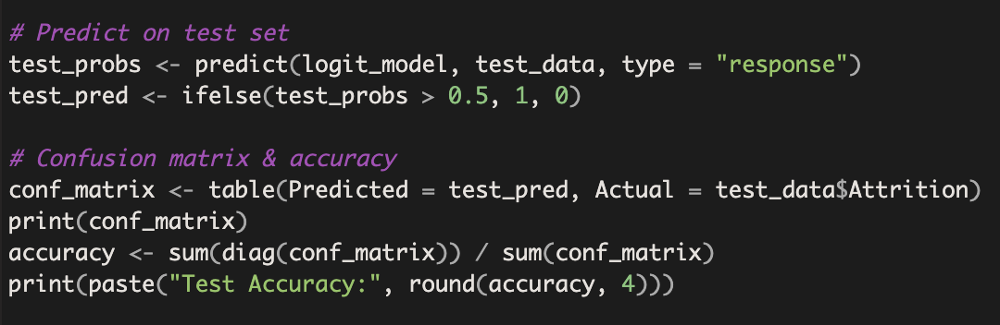 # Predict on test set
test_probs <- predict(logit_model, test_data, type = "response")
test_pred <- ifelse(test_probs > 0.5, 1, 0)
# Confusion matrix & accuracy
conf_matrix <- table(Predicted = test_pred, Actual = test_data$Attrition)
print(conf_matrix)
accuracy <- sum(diag(conf_matrix)) / sum(conf_matrix)
print(paste("Test Accuracy:", round(accuracy, 4)))